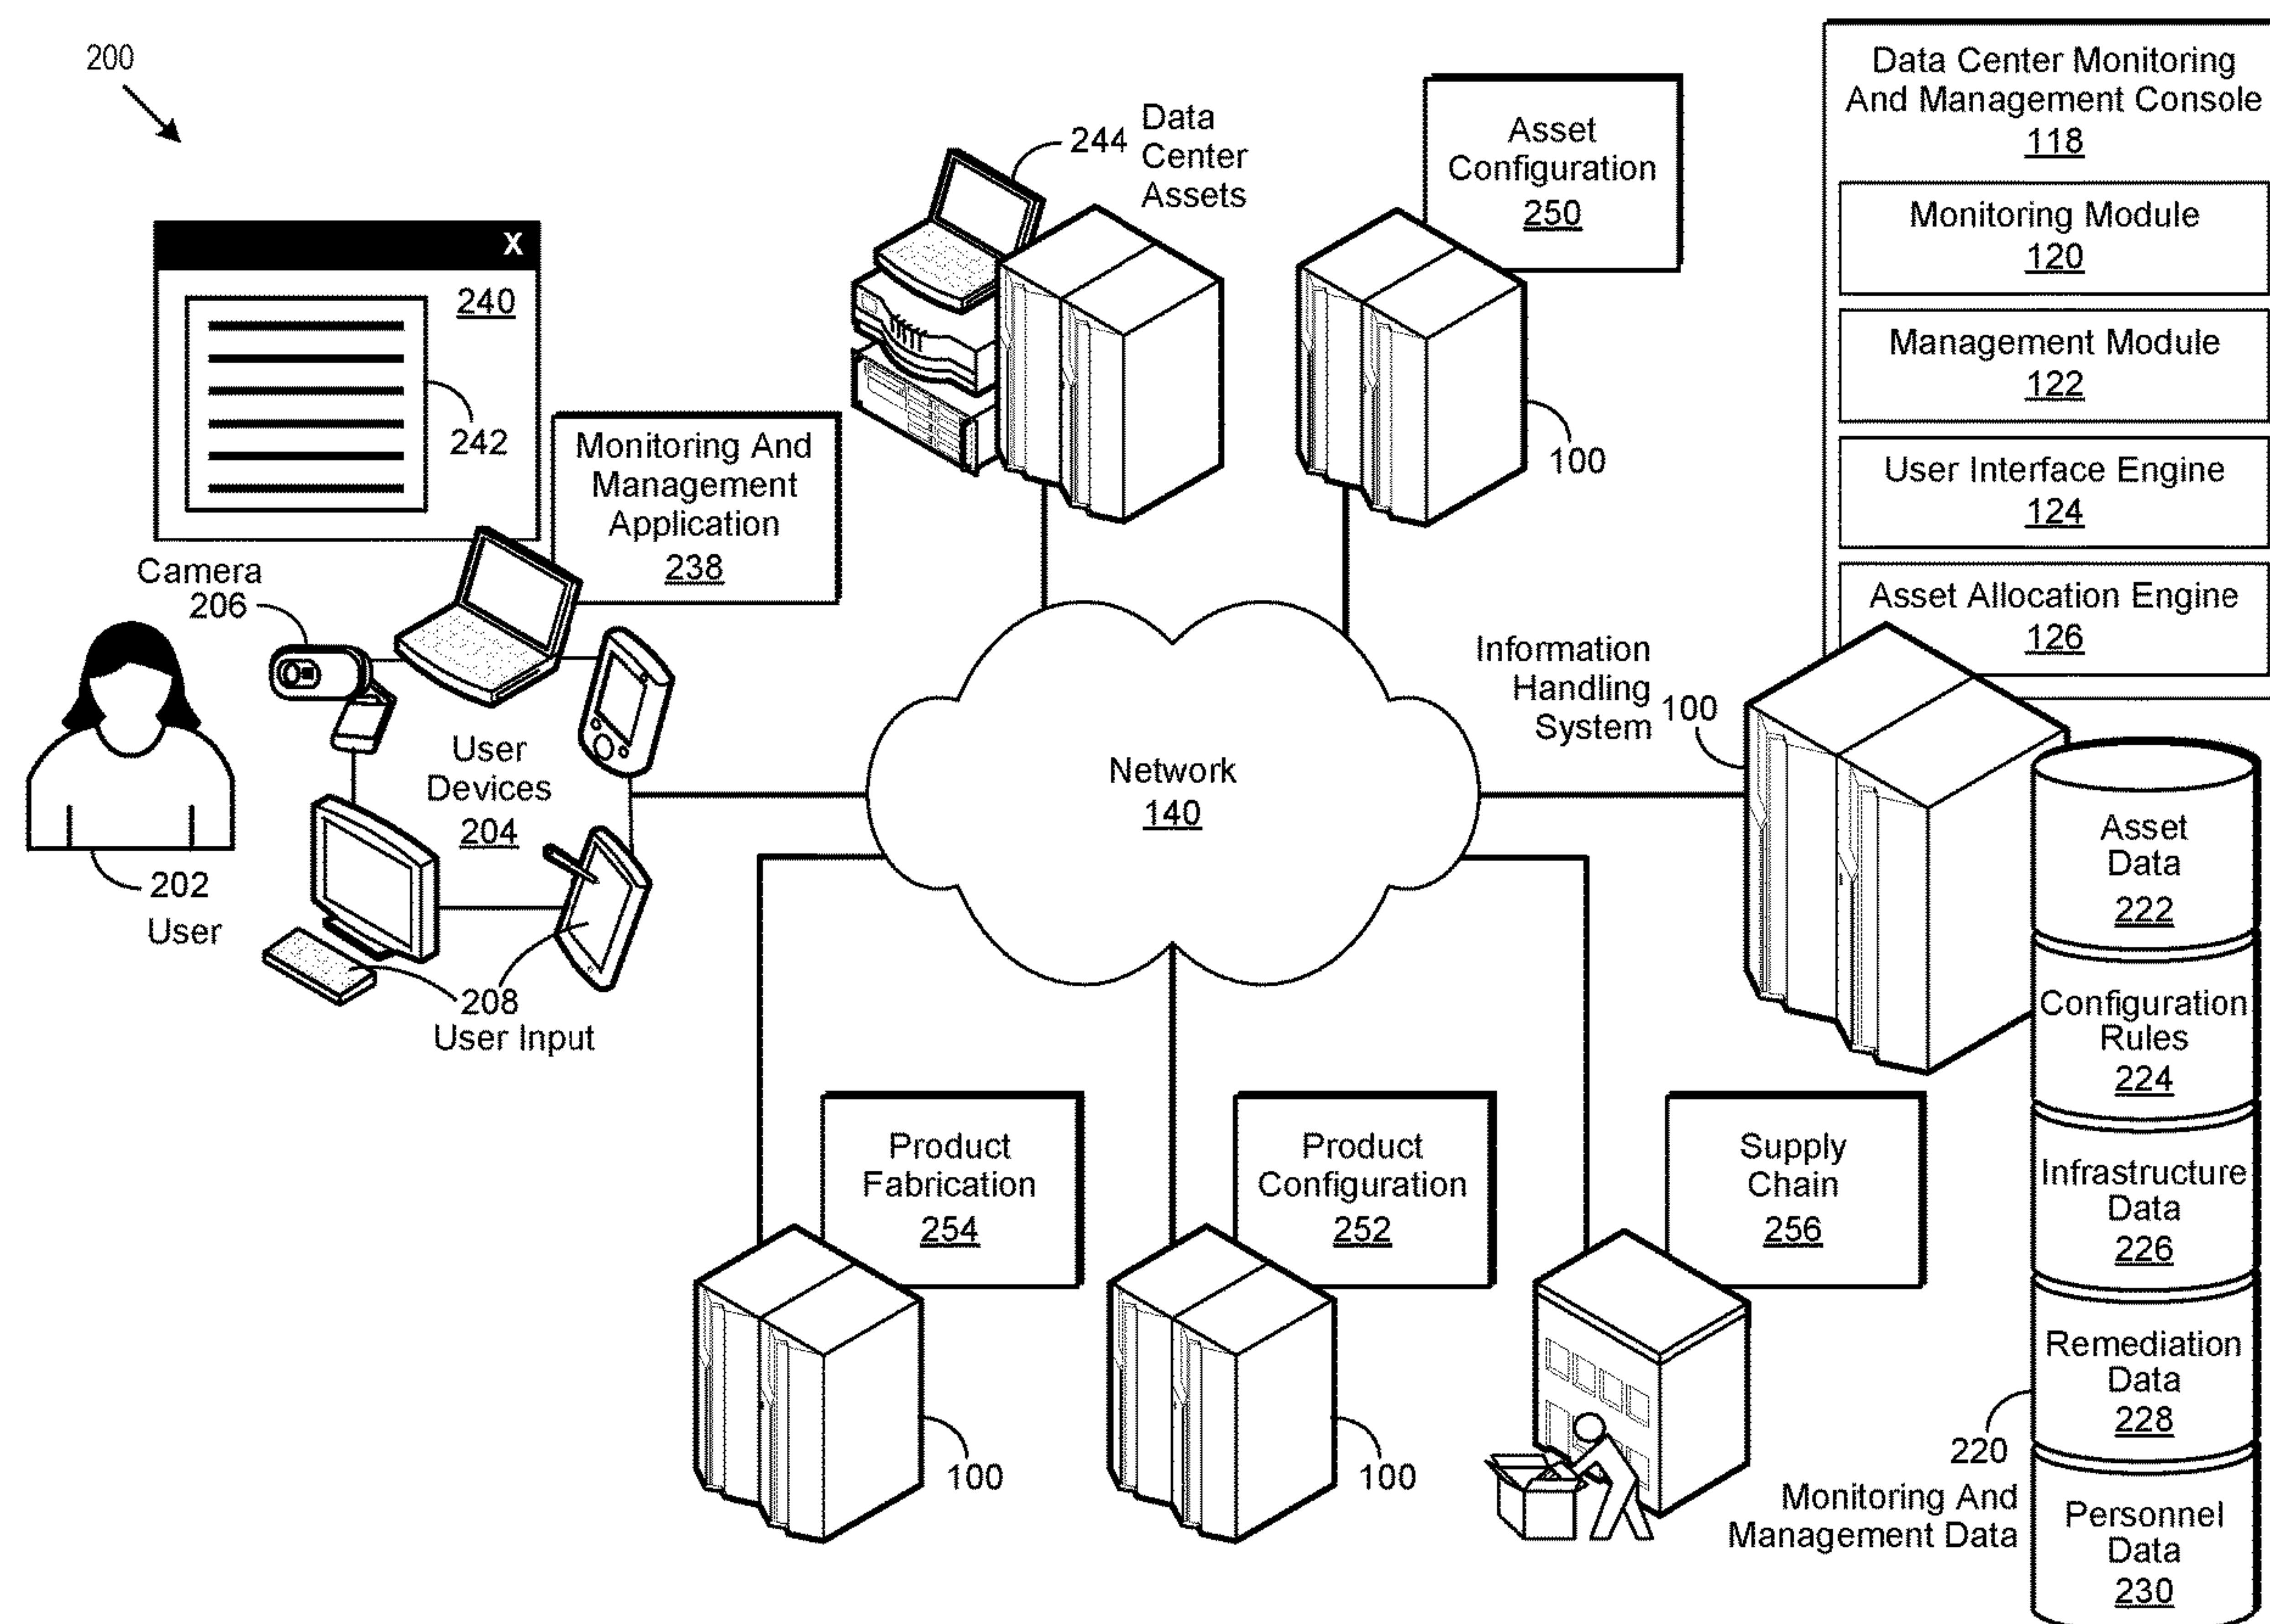 200
X
240
242
Monitoring And
Management
Application
238
244
Data
Center
Assets
Asset
Configuration
250
100
Data Center Monitoring
And Management Console
118
Monitoring Module
120
Management Module
122
User Interface Engine
124
Asset Allocation Engine
126
Camera
206
User
Devices
204
202
User
208
User Input
Network
140
Information
Handling
System
100
Asset
Data
222
Configuration
Rules
224
Infrastructure
Data
226
Remediation
Data
228
Personnel
Data
230
220
Monitoring And
Management Data
Product
Fabrication
254
100
Product
Configuration
252
100
Supply
Chain
256